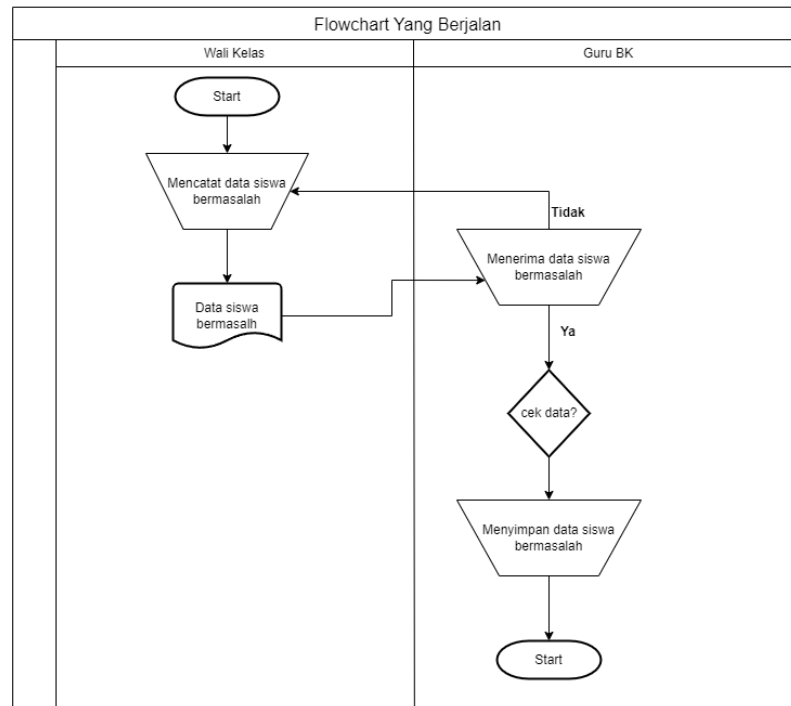 Flowchart Yang Berjalan
Wali Kelas
Guru BK
Start
Mencatat data siswa
bermasalah
Tidak
Menerima data siswa
bermasalah
Data siswa
bermasalh
Ya
cek data?
Menyimpan data siswa
bermasalah
Start